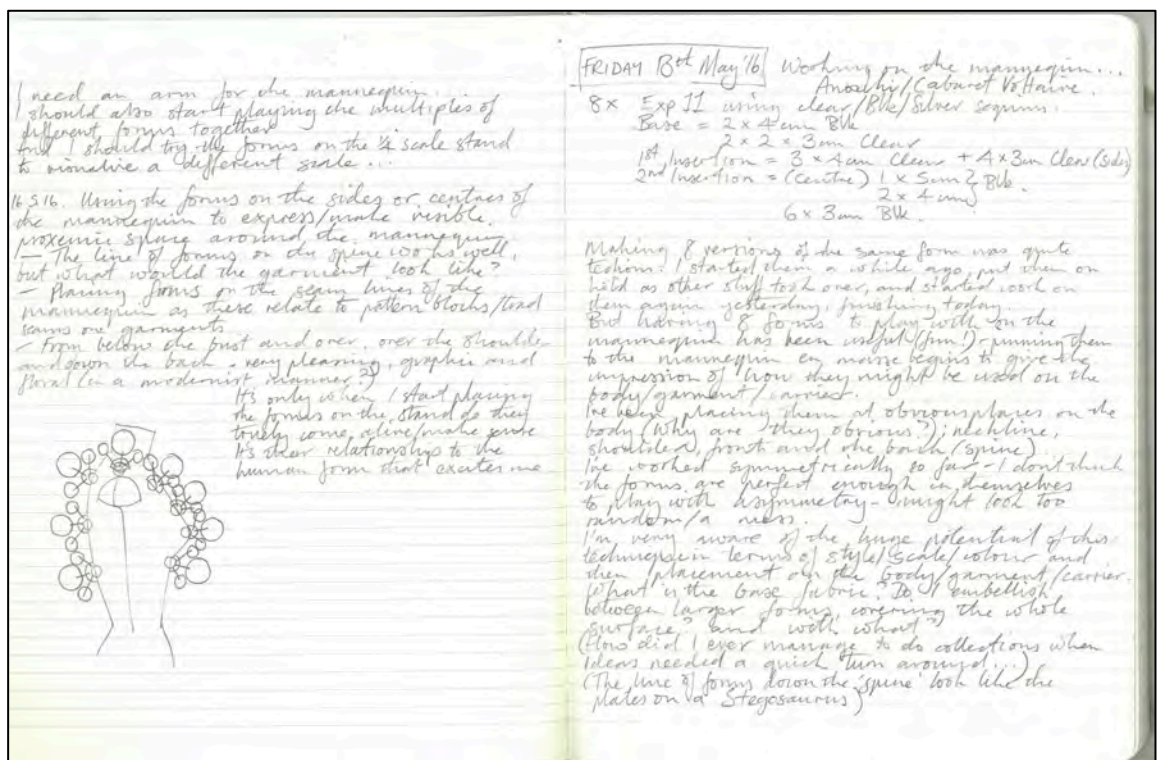 I need an arm for the mannequin....
I should also start playing the multiples of
different forms together
And I should try the forms on the ¼ scale stand
to visualise a different scale...
16.5.16. Using the forms on the sides or centres of
the mannequin to express/make visible
proxemic space around the mannequin
— The line of forms on the spine works well,
but what would the garment look like?
— Placing forms on the seam lines of the
mannequin as these relate to pattern blocks/trad
seams on garments
— From below the bust and over, over the shoulder
and down the back. very pleasing, graphic and
floral (in a modernist manner?)
It's only when I start placing
the forms on the stand do they
truely come alive/make sense
It's their relationship to the
human form that excites me
FRIDAY 13th May '16 Working on the mannequin...
Cabaret Voltaire.
8x Exp II using clear/Blk/Silver sequins.
Base = 2 x 4cm Blk
2 x 2 x 3cm Clear
1st Insertion = 3 x 4cm Clear + 4 x 3cm Clear (sides)
2nd Insertion = (Centre) 1 x 5cm } Blk.
2 x 4cm }
6 x 3cm Blk.
Making 8 versions of the same form was quite
tedious. I started them a while ago, put them on
hold as other stuff took over, and started work on
them again yesterday, finishing today.
But having 8 forms to play with on the
mannequin has been useful (fun!) - pinning them
to the mannequin en masse begins to give the
impression of how they might be used on the
body/garment/carrier.
I've been placing them at obvious places on the
body (Why are they obvious?); neckline,
shoulders, front and the back (spine).
I've worked symmetrically so far - I don't think
the forms are perfect enough in themselves
to play with asymmetry - might look too
random/a mess.
I'm very aware of the huge potential of this
technique in terms of style/scale/colour and
then placement on the body/garment/carrier.
What is the base fabric? Do I embellish
between larger forms, covering the whole
surface? and with what?
(How did I ever manage to do collections when
ideas needed a quick turn around...)
(The line of forms down the 'spine' look like the
plates on a Stegosaurus)